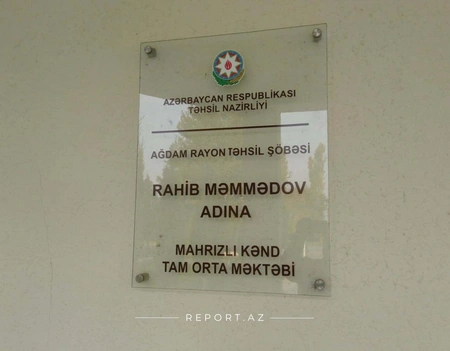 AZƏRBAYCAN RESPUBLİKASI
TƏHSİL NAZİRLİYİ
AĞDAM RAYON TƏHSİL ŞÖBƏSİ
RAHİB MƏMMƏDOV
ADINA
MAHRIZLI KƏND
TAM ORTA MƏKTƏBİ
REPORT.AZ